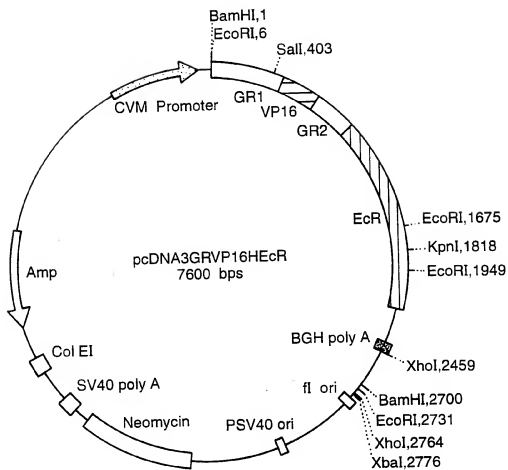 BamHI,1
EcoRI,6
SalI,403
CVM Promoter
GR1
VP16
GR2
EcR
EcoRI,1675
KpnI,1818
EcoRI,1949
pcDNA3GRVP16HEcR
7600 bps
Amp
BGH poly A
XhoI,2459
Col EI
SV40 poly A
fI ori
BamHI,2700
EcoRI,2731
Neomycin
PSV40 ori
XhoI,2764
XbaI,2776